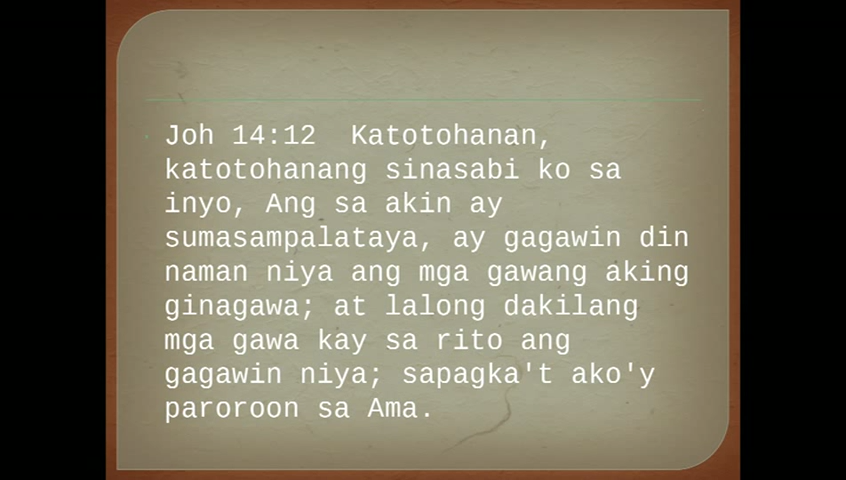 Joh 14:12  Katotohanan,
katotohanang sinasabi ko sa
inyo, Ang sa akin ay
sumasampalataya, ay gagawin din
naman niya ang mga gawang aking
ginagawa; at lalong dakilang
mga gawa kay sa rito ang
gagawin niya; sapagka't ako'y
paroroon sa Ama.